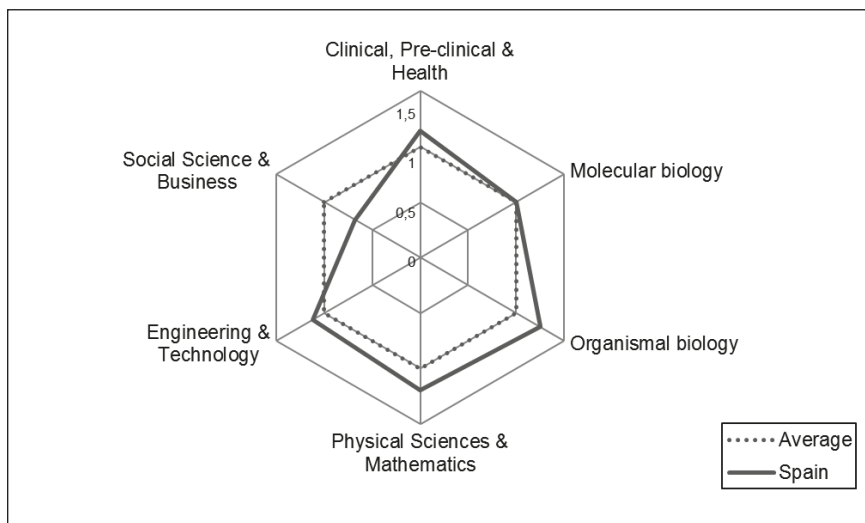 Clinical, Pre-clinical &
Health
1,5
Social Science &
Business
1
Molecular biology
0,5
0
Engineering &
Technology
Organismal biology
Physical Sciences &
Mathematics
Average
Spain